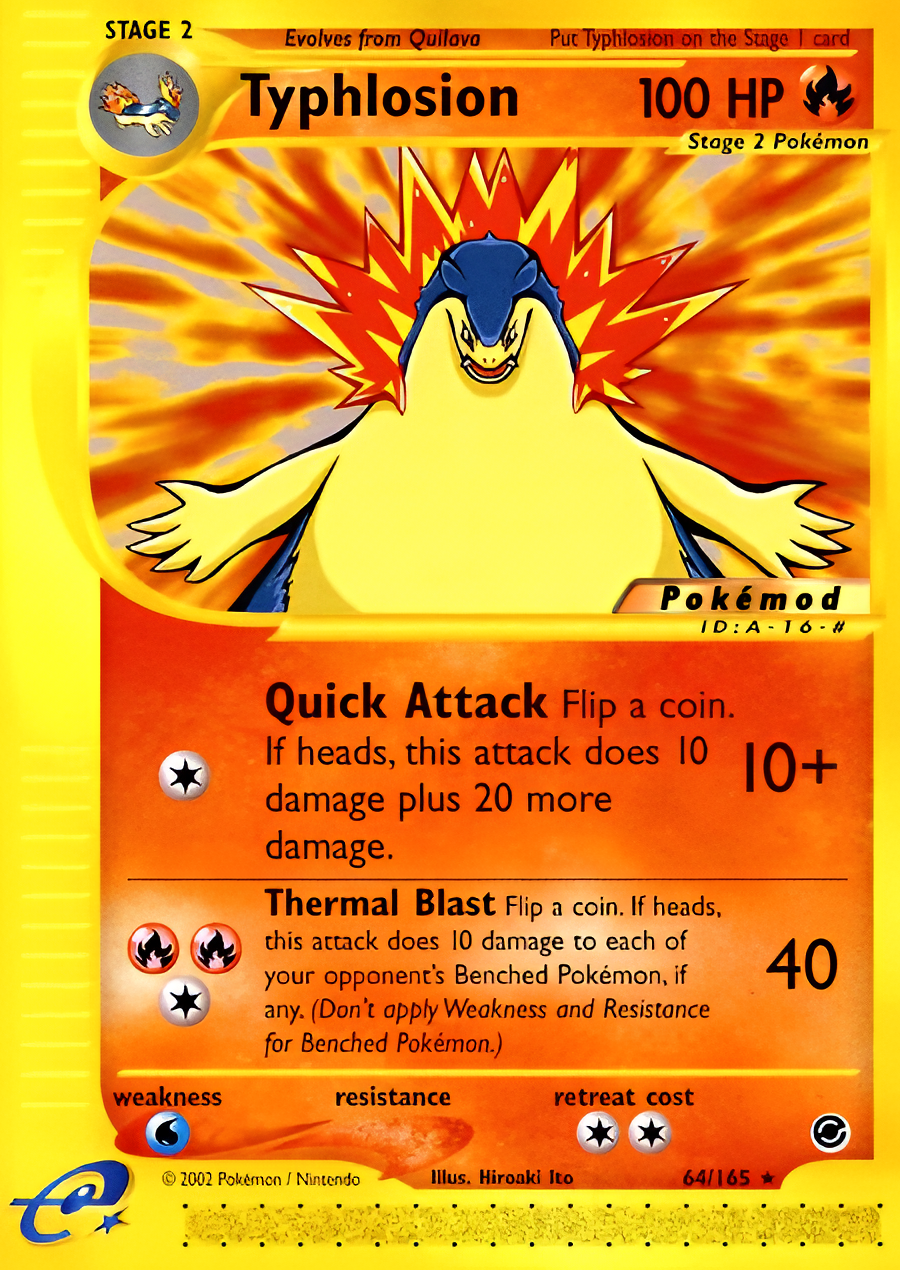 STAGE 2
Evolves from Quilava
Put Typhlosion on the Stage 1 card
Typhlosion
100 HP
Stage 2 Pokémon
Pokémod
ID:A-16-#
Quick Attack Flip a coin.
If heads, this attack does 10
damage plus 20 more
damage.
10+
Thermal Blast Flip a coin. If heads,
this attack does 10 damage to each of
your opponent's Benched Pokémon, if
any. (Don't apply Weakness and Resistance
for Benched Pokémon.)
40
weakness
resistance
retreat cost
© 2002 Pokémon / Nintendo
Illus. Hiroaki Ito
64/165 ★